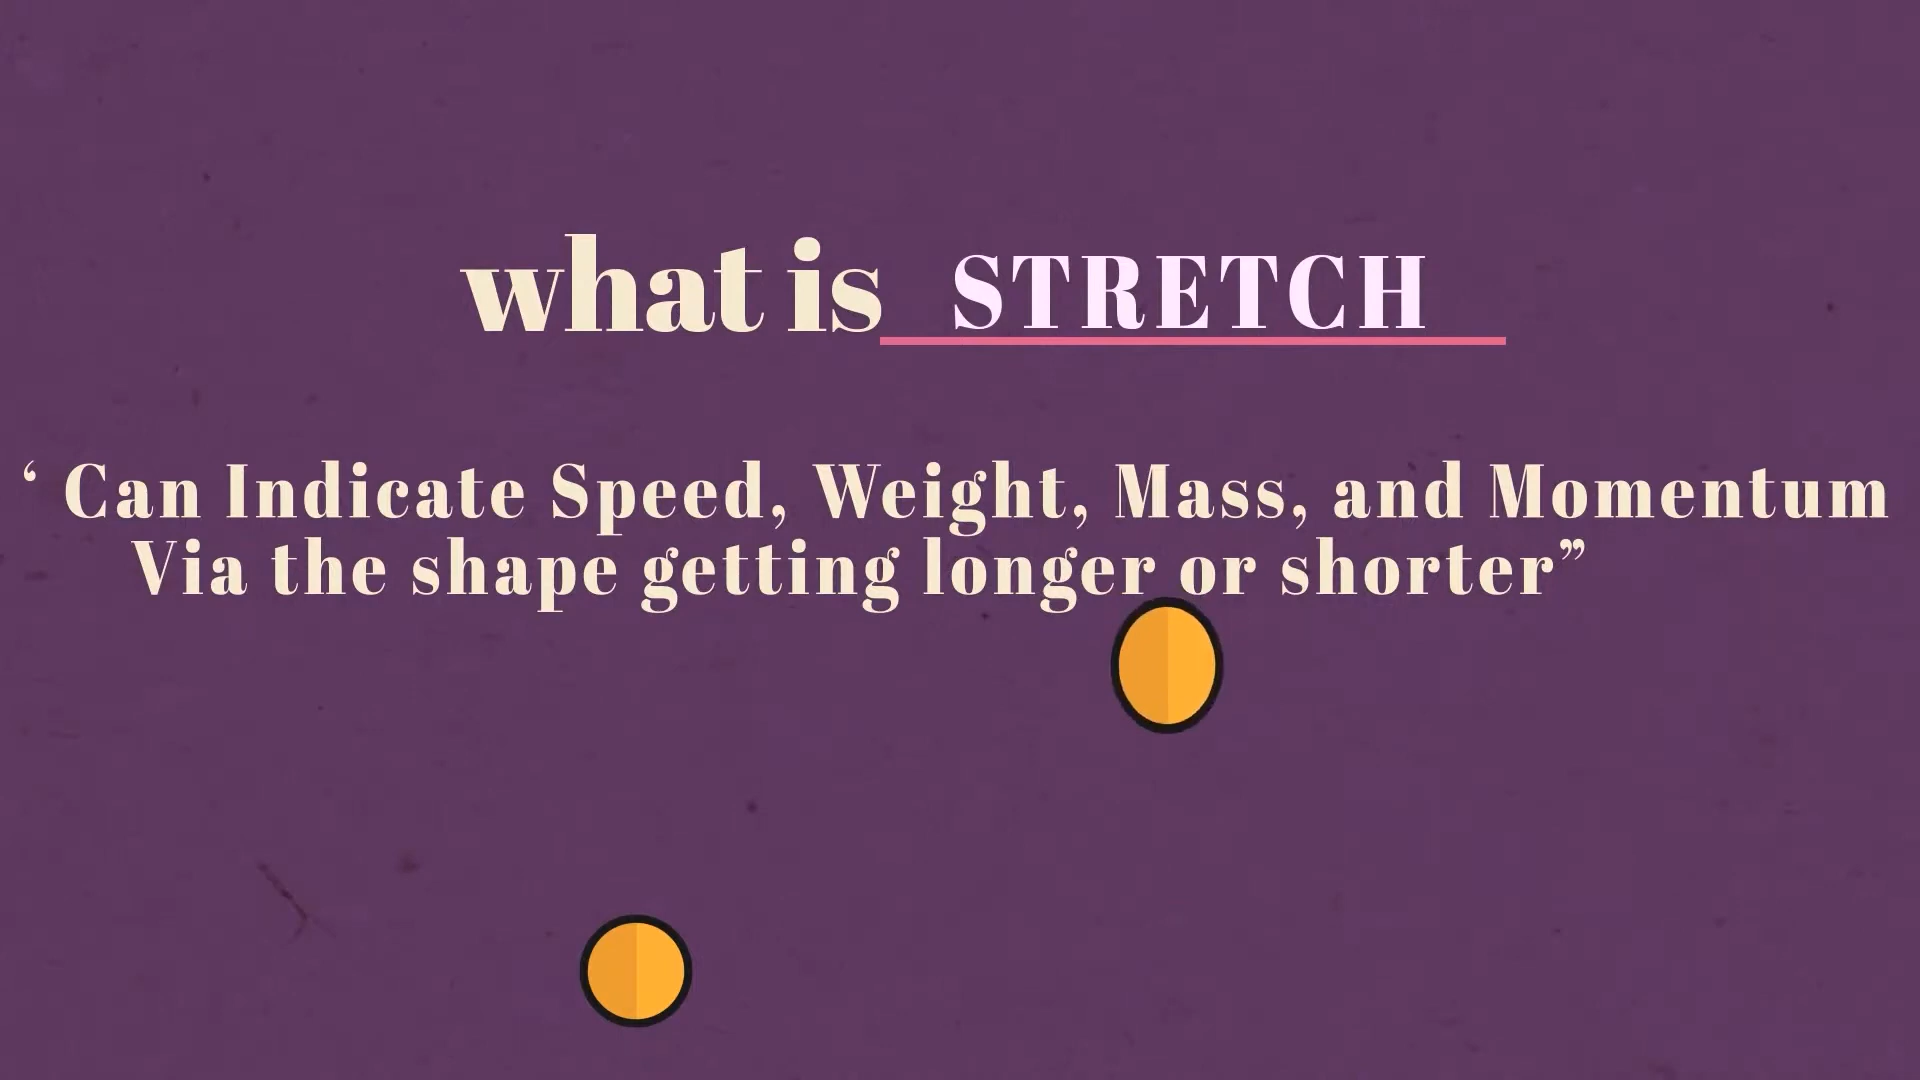 what is STRETCH
‘ Can Indicate Speed, Weight, Mass, and Momentum
Via the shape getting longer or shorter”